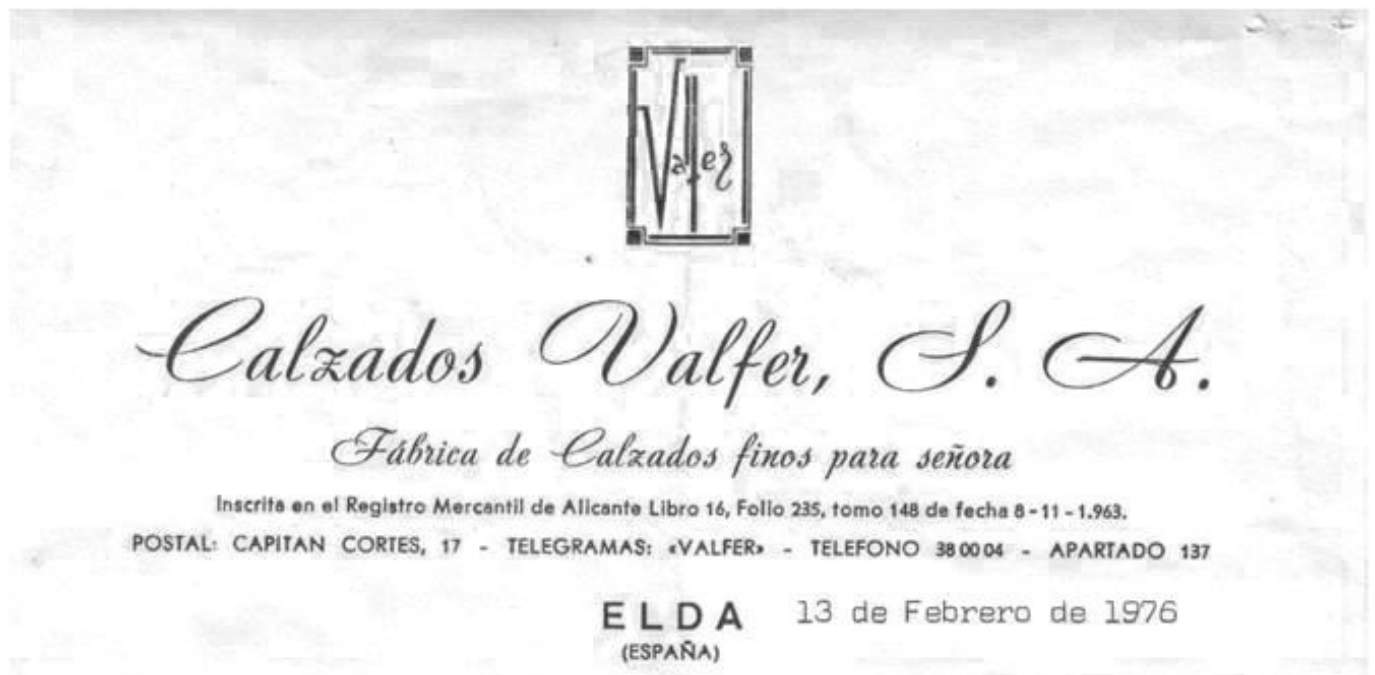 Valfer
Calzados Valfer, S. A.
Fábrica de Calzados finos para señora
Inscrita en el Registro Mercantil de Alicante Libro 16, Folio 235, tomo 148 de fecha 8-11-1.963.
POSTAL: CAPITAN CORTES, 17 - TELEGRAMAS: «VALFER» - TELEFONO 38 00 04 - APARTADO 137
ELDA 13 de Febrero de 1976
(ESPAÑA)